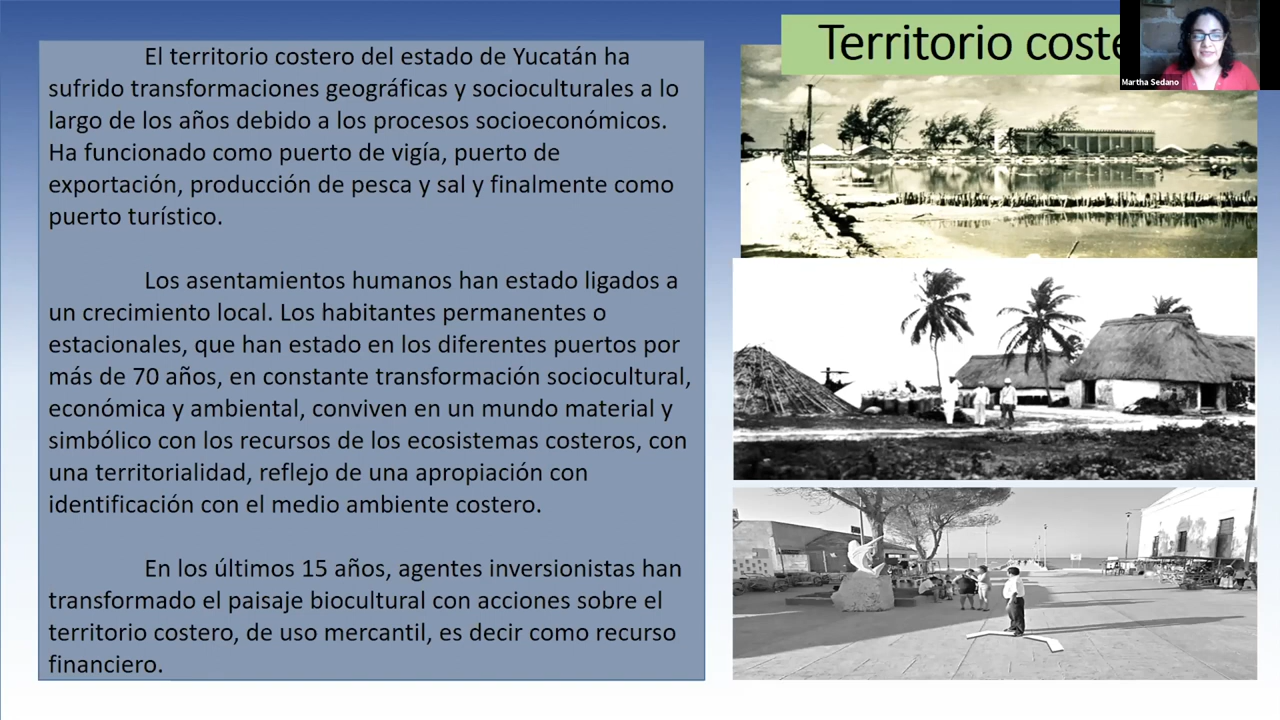 Territorio coste
Martha Sedano
El territorio costero del estado de Yucatán ha
sufrido transformaciones geográficas y socioculturales a lo
largo de los años debido a los procesos socioeconómicos.
Ha funcionado como puerto de vigía, puerto de
exportación, producción de pesca y sal y finalmente como
puerto turístico.
Los asentamientos humanos han estado ligados a
un crecimiento local. Los habitantes permanentes o
estacionales, que han estado en los diferentes puertos por
más de 70 años, en constante transformación sociocultural,
económica y ambiental, conviven en un mundo material y
simbólico con los recursos de los ecosistemas costeros, con
una territorialidad, reflejo de una apropiación con
identificación con el medio ambiente costero.
En los últimos 15 años, agentes inversionistas han
transformado el paisaje biocultural con acciones sobre el
territorio costero, de uso mercantil, es decir como recurso
financiero.